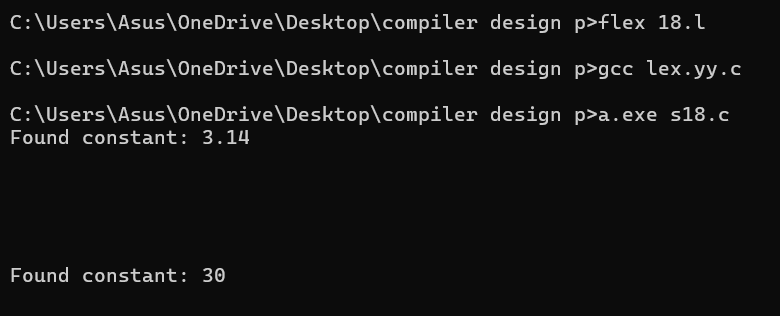 C:\Users\Asus\OneDrive\Desktop\compiler design p>flex 18.l
C:\Users\Asus\OneDrive\Desktop\compiler design p>gcc lex.yy.c
C:\Users\Asus\OneDrive\Desktop\compiler design p>a.exe s18.c
Found constant: 3.14
Found constant: 30